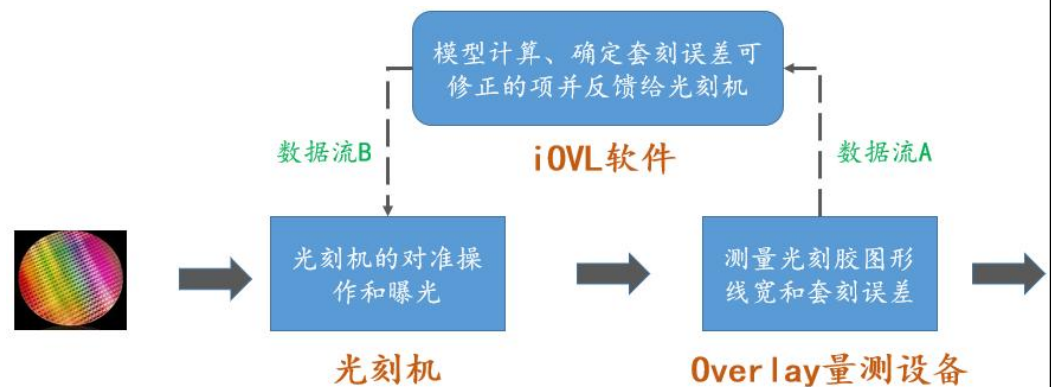 模型计算、确定套刻误差可
修正的项并反馈给光刻机
数据流B
iOVL软件
数据流A
光刻机的对准操
作和曝光
测量光刻胶图形
线宽和套刻误差
光刻机
Overlay量测设备